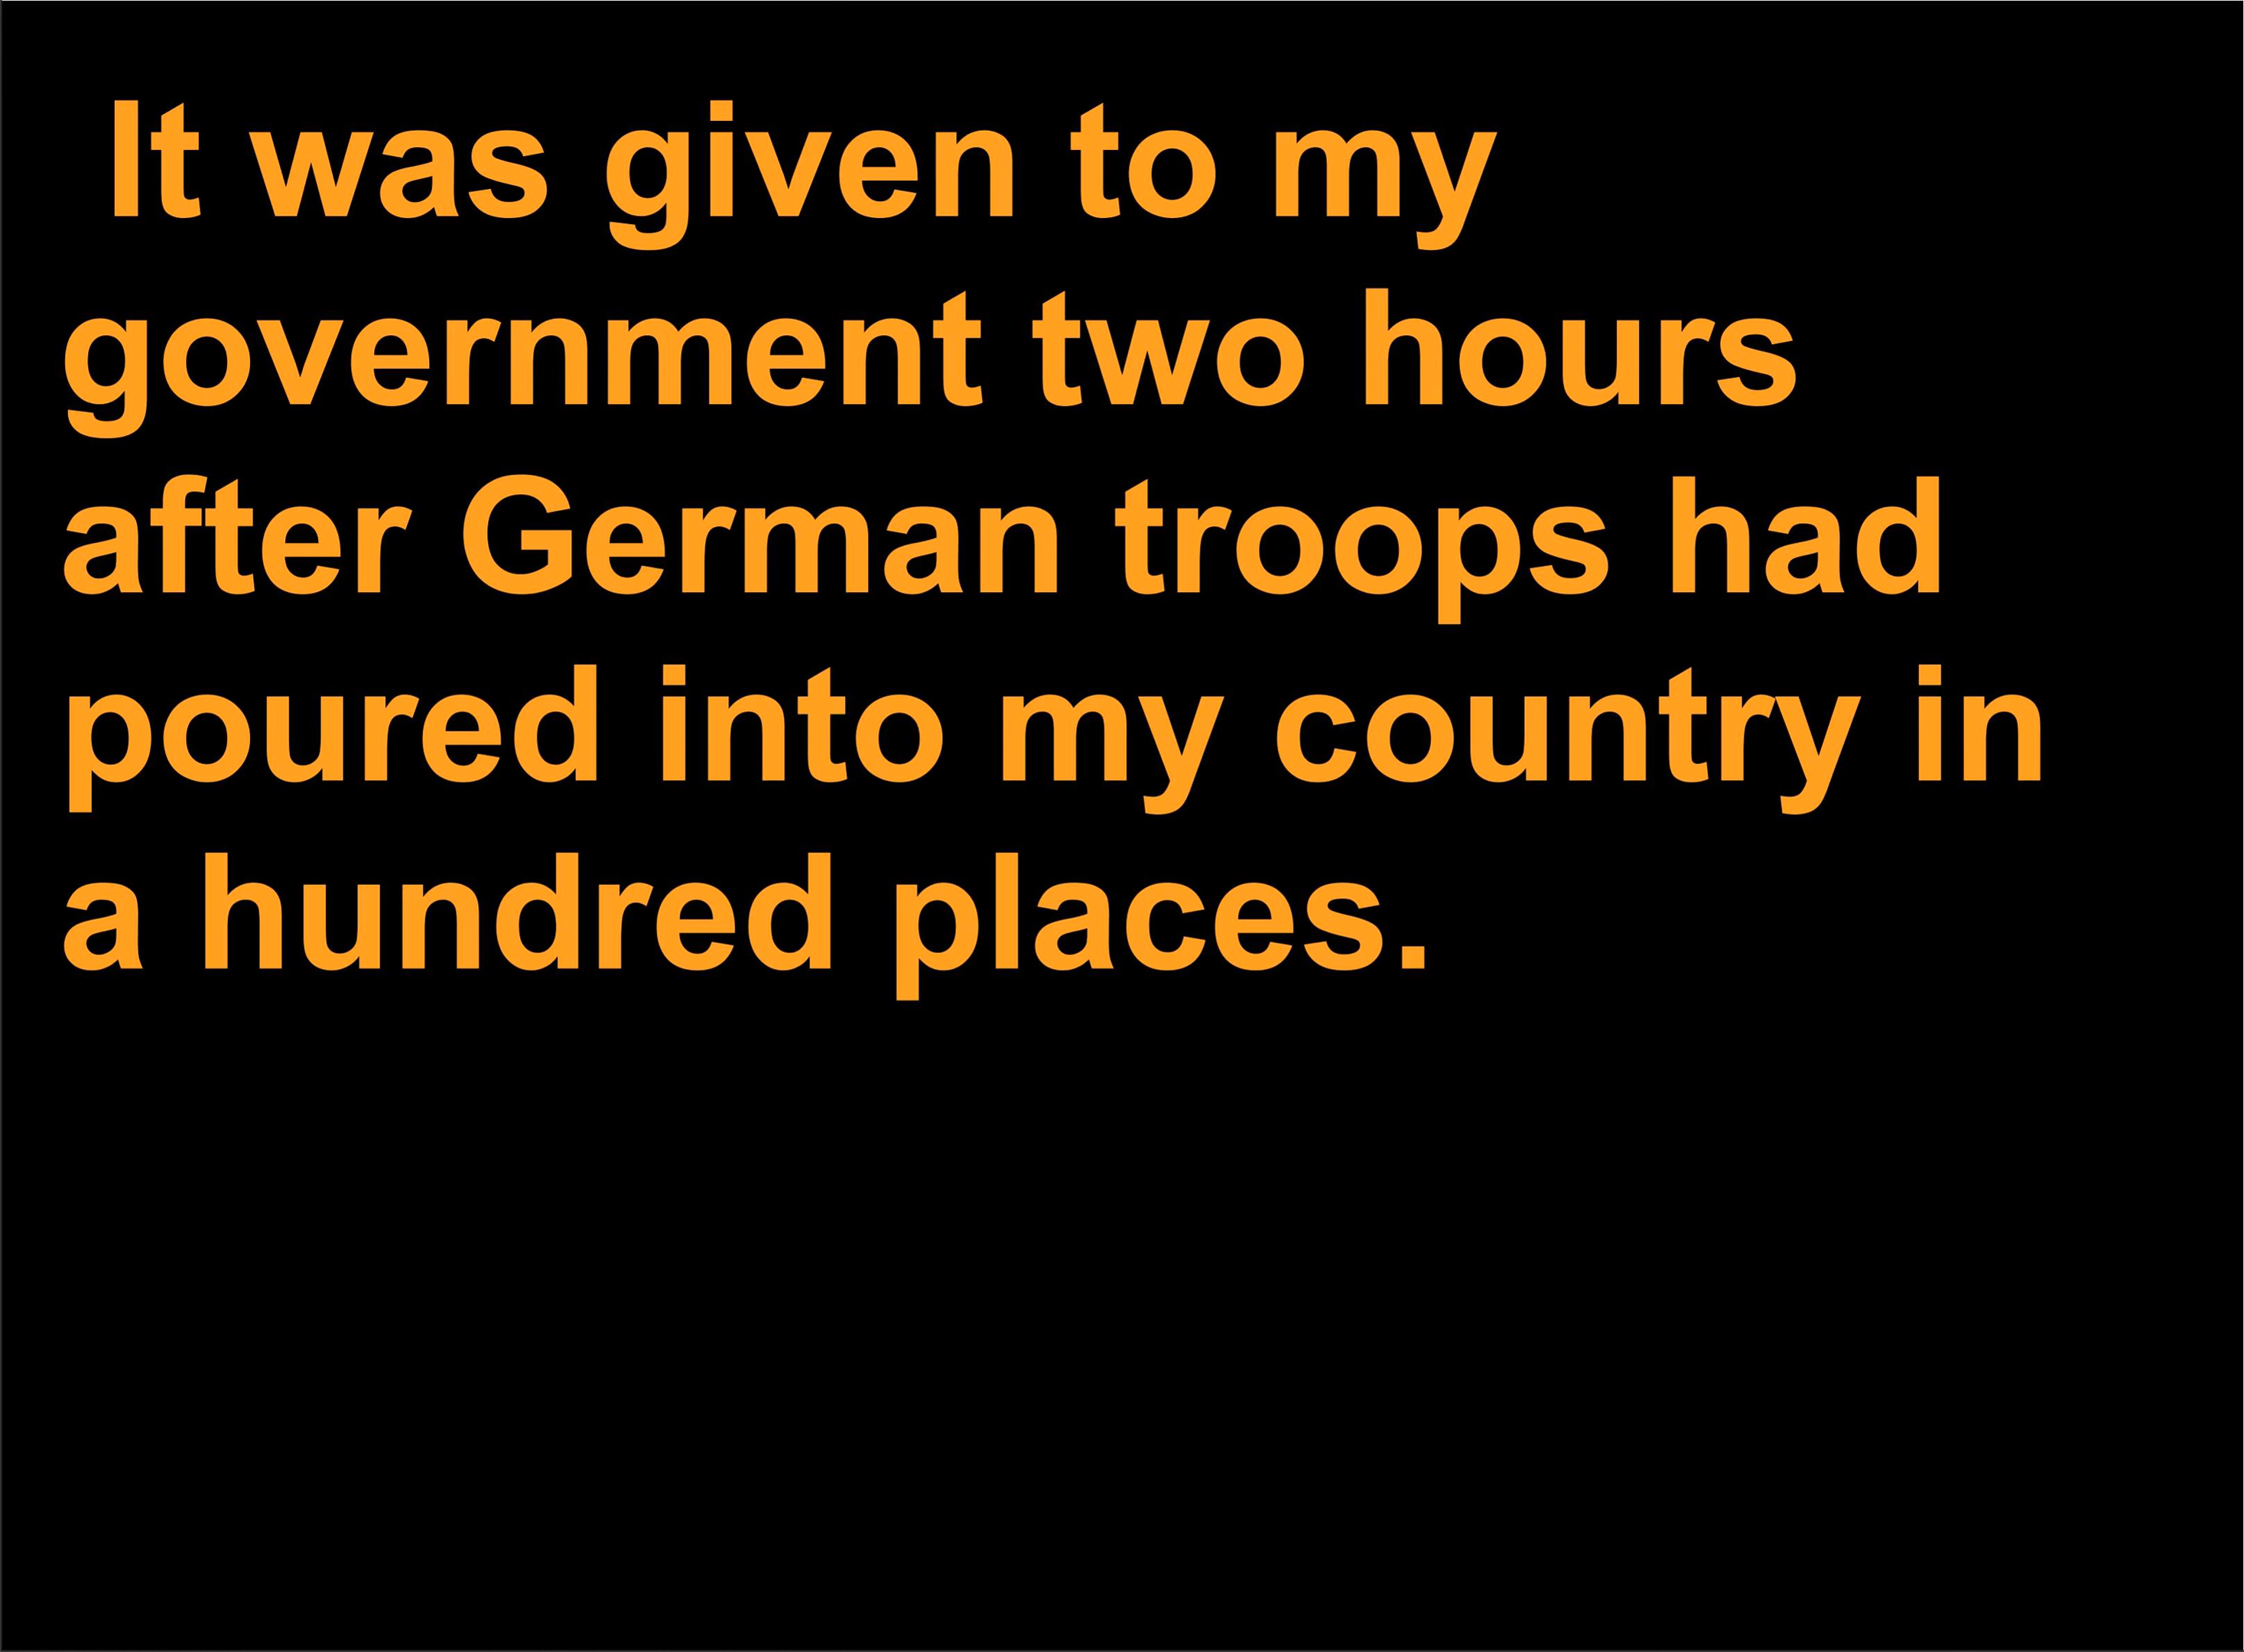 It was given to my
government two hours
after German troops had
poured into my country in
a hundred places.